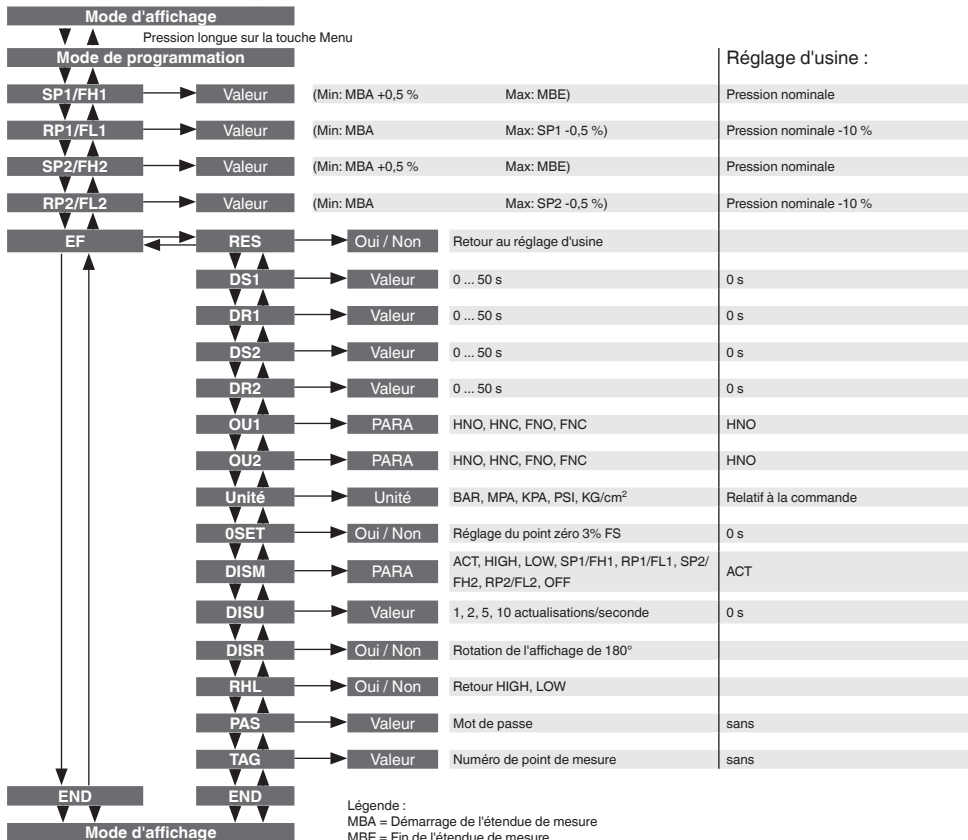 Mode d'affichage
Pression longue sur la touche Menu
Mode de programmation Réglage d'usine :
SP1/FH1 Valeur (Min: MBA +0,5 % Max: MBE) Pression nominale
RP1/FL1 Valeur (Min: MBA Max: SP1 -0,5 %) Pression nominale -10 %
SP2/FH2 Valeur (Min: MBA +0,5 % Max: MBE) Pression nominale
RP2/FL2 Valeur (Min: MBA Max: SP2 -0,5 %) Pression nominale -10 %
EF RES Oui / Non Retour au réglage d'usine
DS1 Valeur 0 ... 50 s 0 s
DR1 Valeur 0 ... 50 s 0 s
DS2 Valeur 0 ... 50 s 0 s
DR2 Valeur 0 ... 50 s 0 s
OU1 PARA HNO, HNC, FNO, FNC HNO
OU2 PARA HNO, HNC, FNO, FNC HNO
Unité Unité BAR, MPA, KPA, PSI, KG/cm² Relatif à la commande
0SET Oui / Non Réglage du point zéro 3% FS 0 s
DISM PARA ACT, HIGH, LOW, SP1/FH1, RP1/FL1, SP2/
FH2, RP2/FL2, OFF ACT
DISU Valeur 1, 2, 5, 10 actualisations/seconde 0 s
DISR Oui / Non Rotation de l'affichage de 180°
RHL Oui / Non Retour HIGH, LOW
PAS Valeur Mot de passe sans
TAG Valeur Numéro de point de mesure sans
END END
Légende :
MBA = Démarrage de l'étendue de mesure
Mode d'affichage
MBE = Fin de l'étendue de mesure